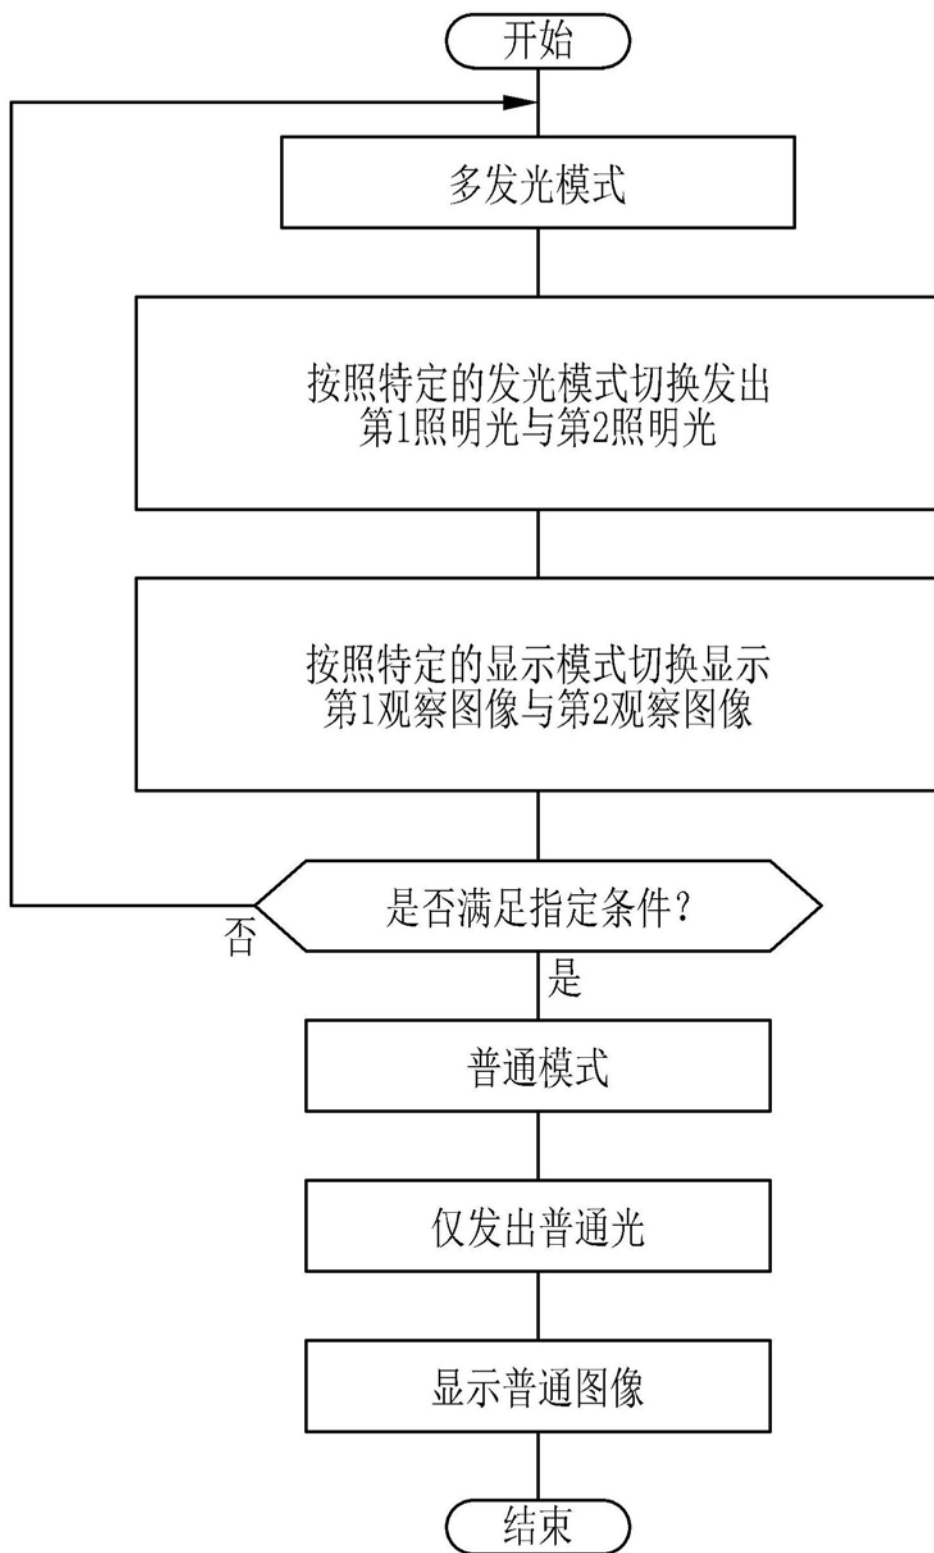 开始
多发光模式
按照特定的发光模式切换发出
第1照明光与第2照明光
按照特定的显示模式切换显示
第1观察图像与第2观察图像
是否满足指定条件?
否
是
普通模式
仅发出普通光
显示普通图像
结束